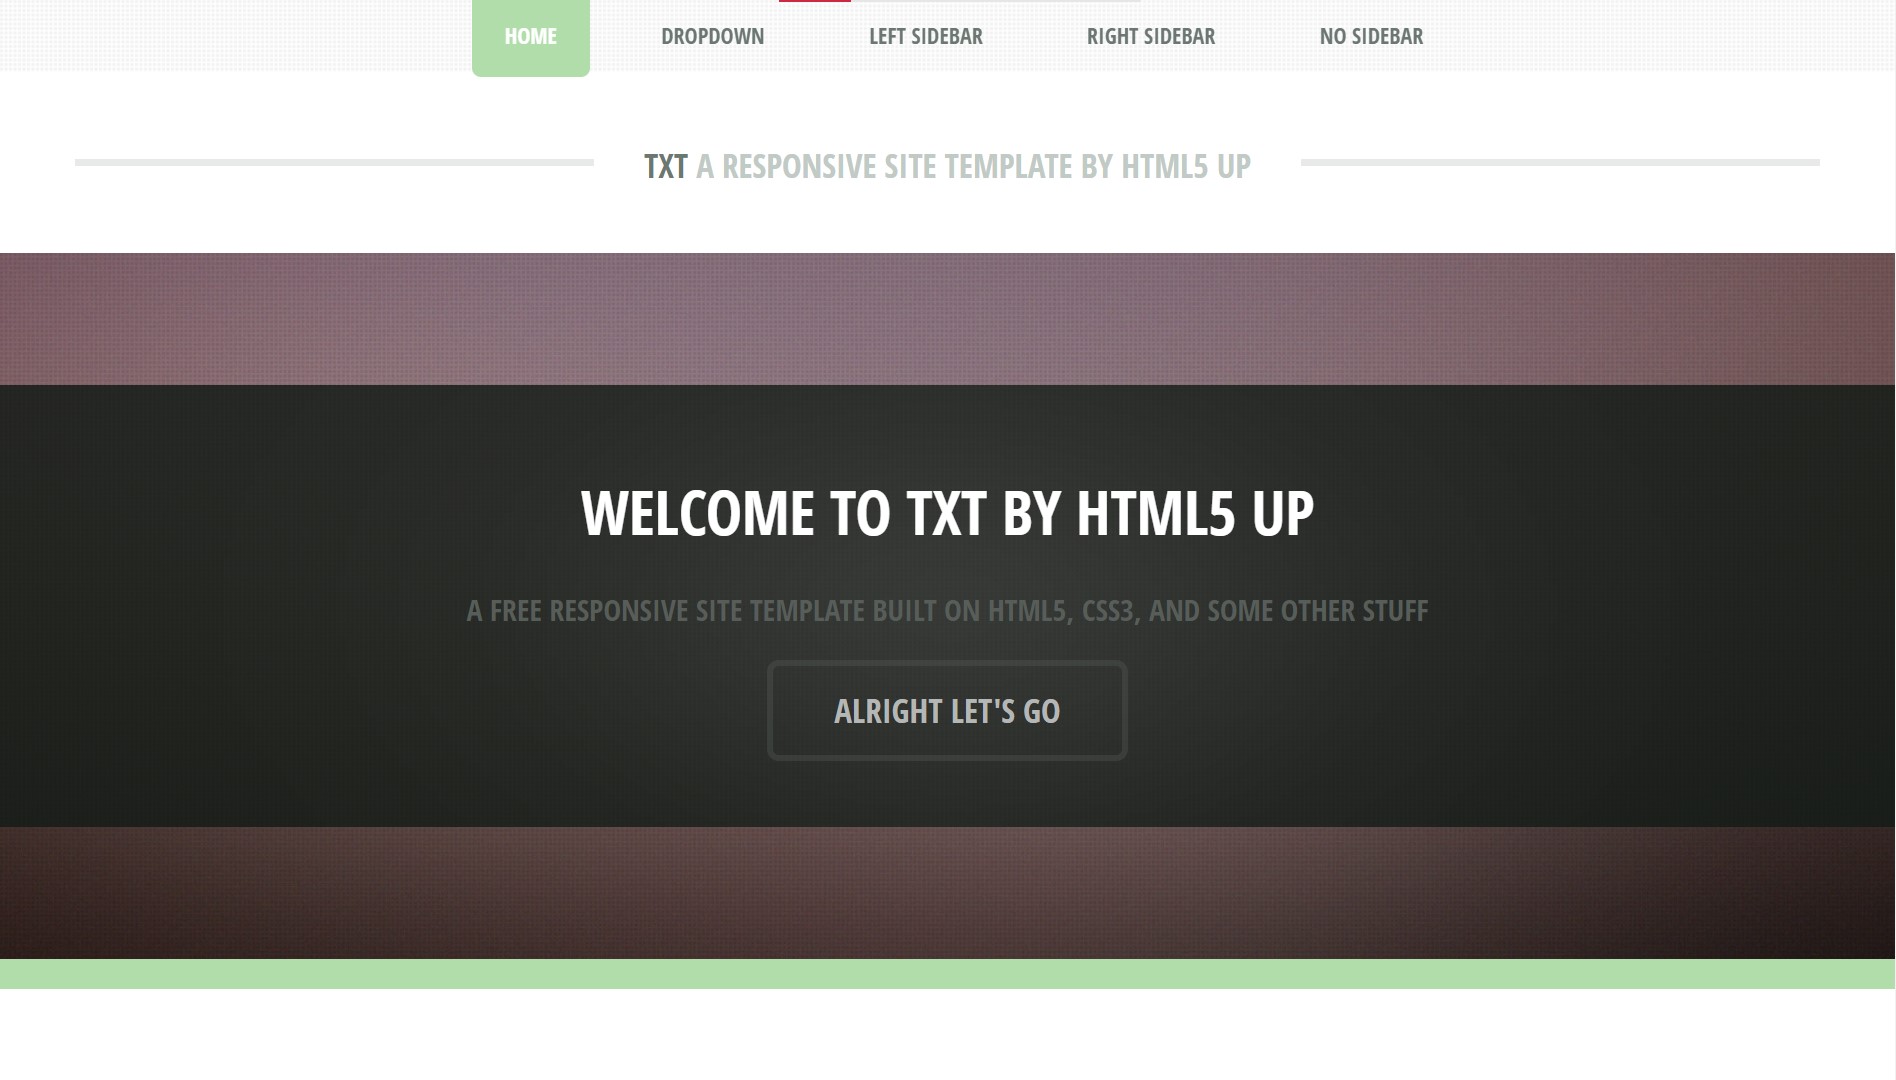 HOME DROPDOWN LEFT SIDEBAR RIGHT SIDEBAR NO SIDEBAR
TXT A RESPONSIVE SITE TEMPLATE BY HTML5 UP
WELCOME TO TXT BY HTML5 UP
A FREE RESPONSIVE SITE TEMPLATE BUILT ON HTML5, CSS3, AND SOME OTHER STUFF
ALRIGHT LET'S GO